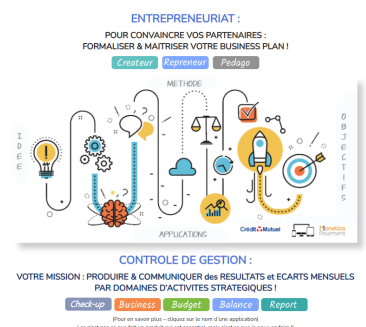 ENTREPRENEURIAT :
POUR CONVAINCRE VOS PARTENAIRES :
FORMALISER & MAITRISER VOTRE BUSINESS PLAN !
Createur Repreneur Pedago
METHODE
IDEE
OBJECTIFS
APPLICATIONS
Crédit Mutuel
Monetico
Paiement
CONTROLE DE GESTION :
VOTRE MISSION : PRODUIRE & COMMUNIQUER des RESULTATS et ECARTS MENSUELS
PAR DOMAINES D'ACTIVITES STRATEGIQUES !
Check-up Business Budget Balance Report
(Pour en savoir plus – cliquez sur le nom d'une application)